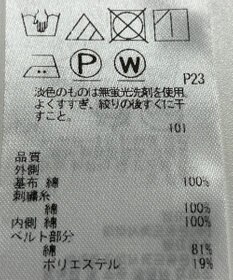 P W
P23
淡色のものは無蛍光洗剤を使用
よくすすぎ、絞りの後すぐに干
すこと。
101
品質
外側
基布 綿 100%
刺繍糸
綿 100%
内側 綿 100%
ベルト部分
綿 81%
ポリエステル 19%